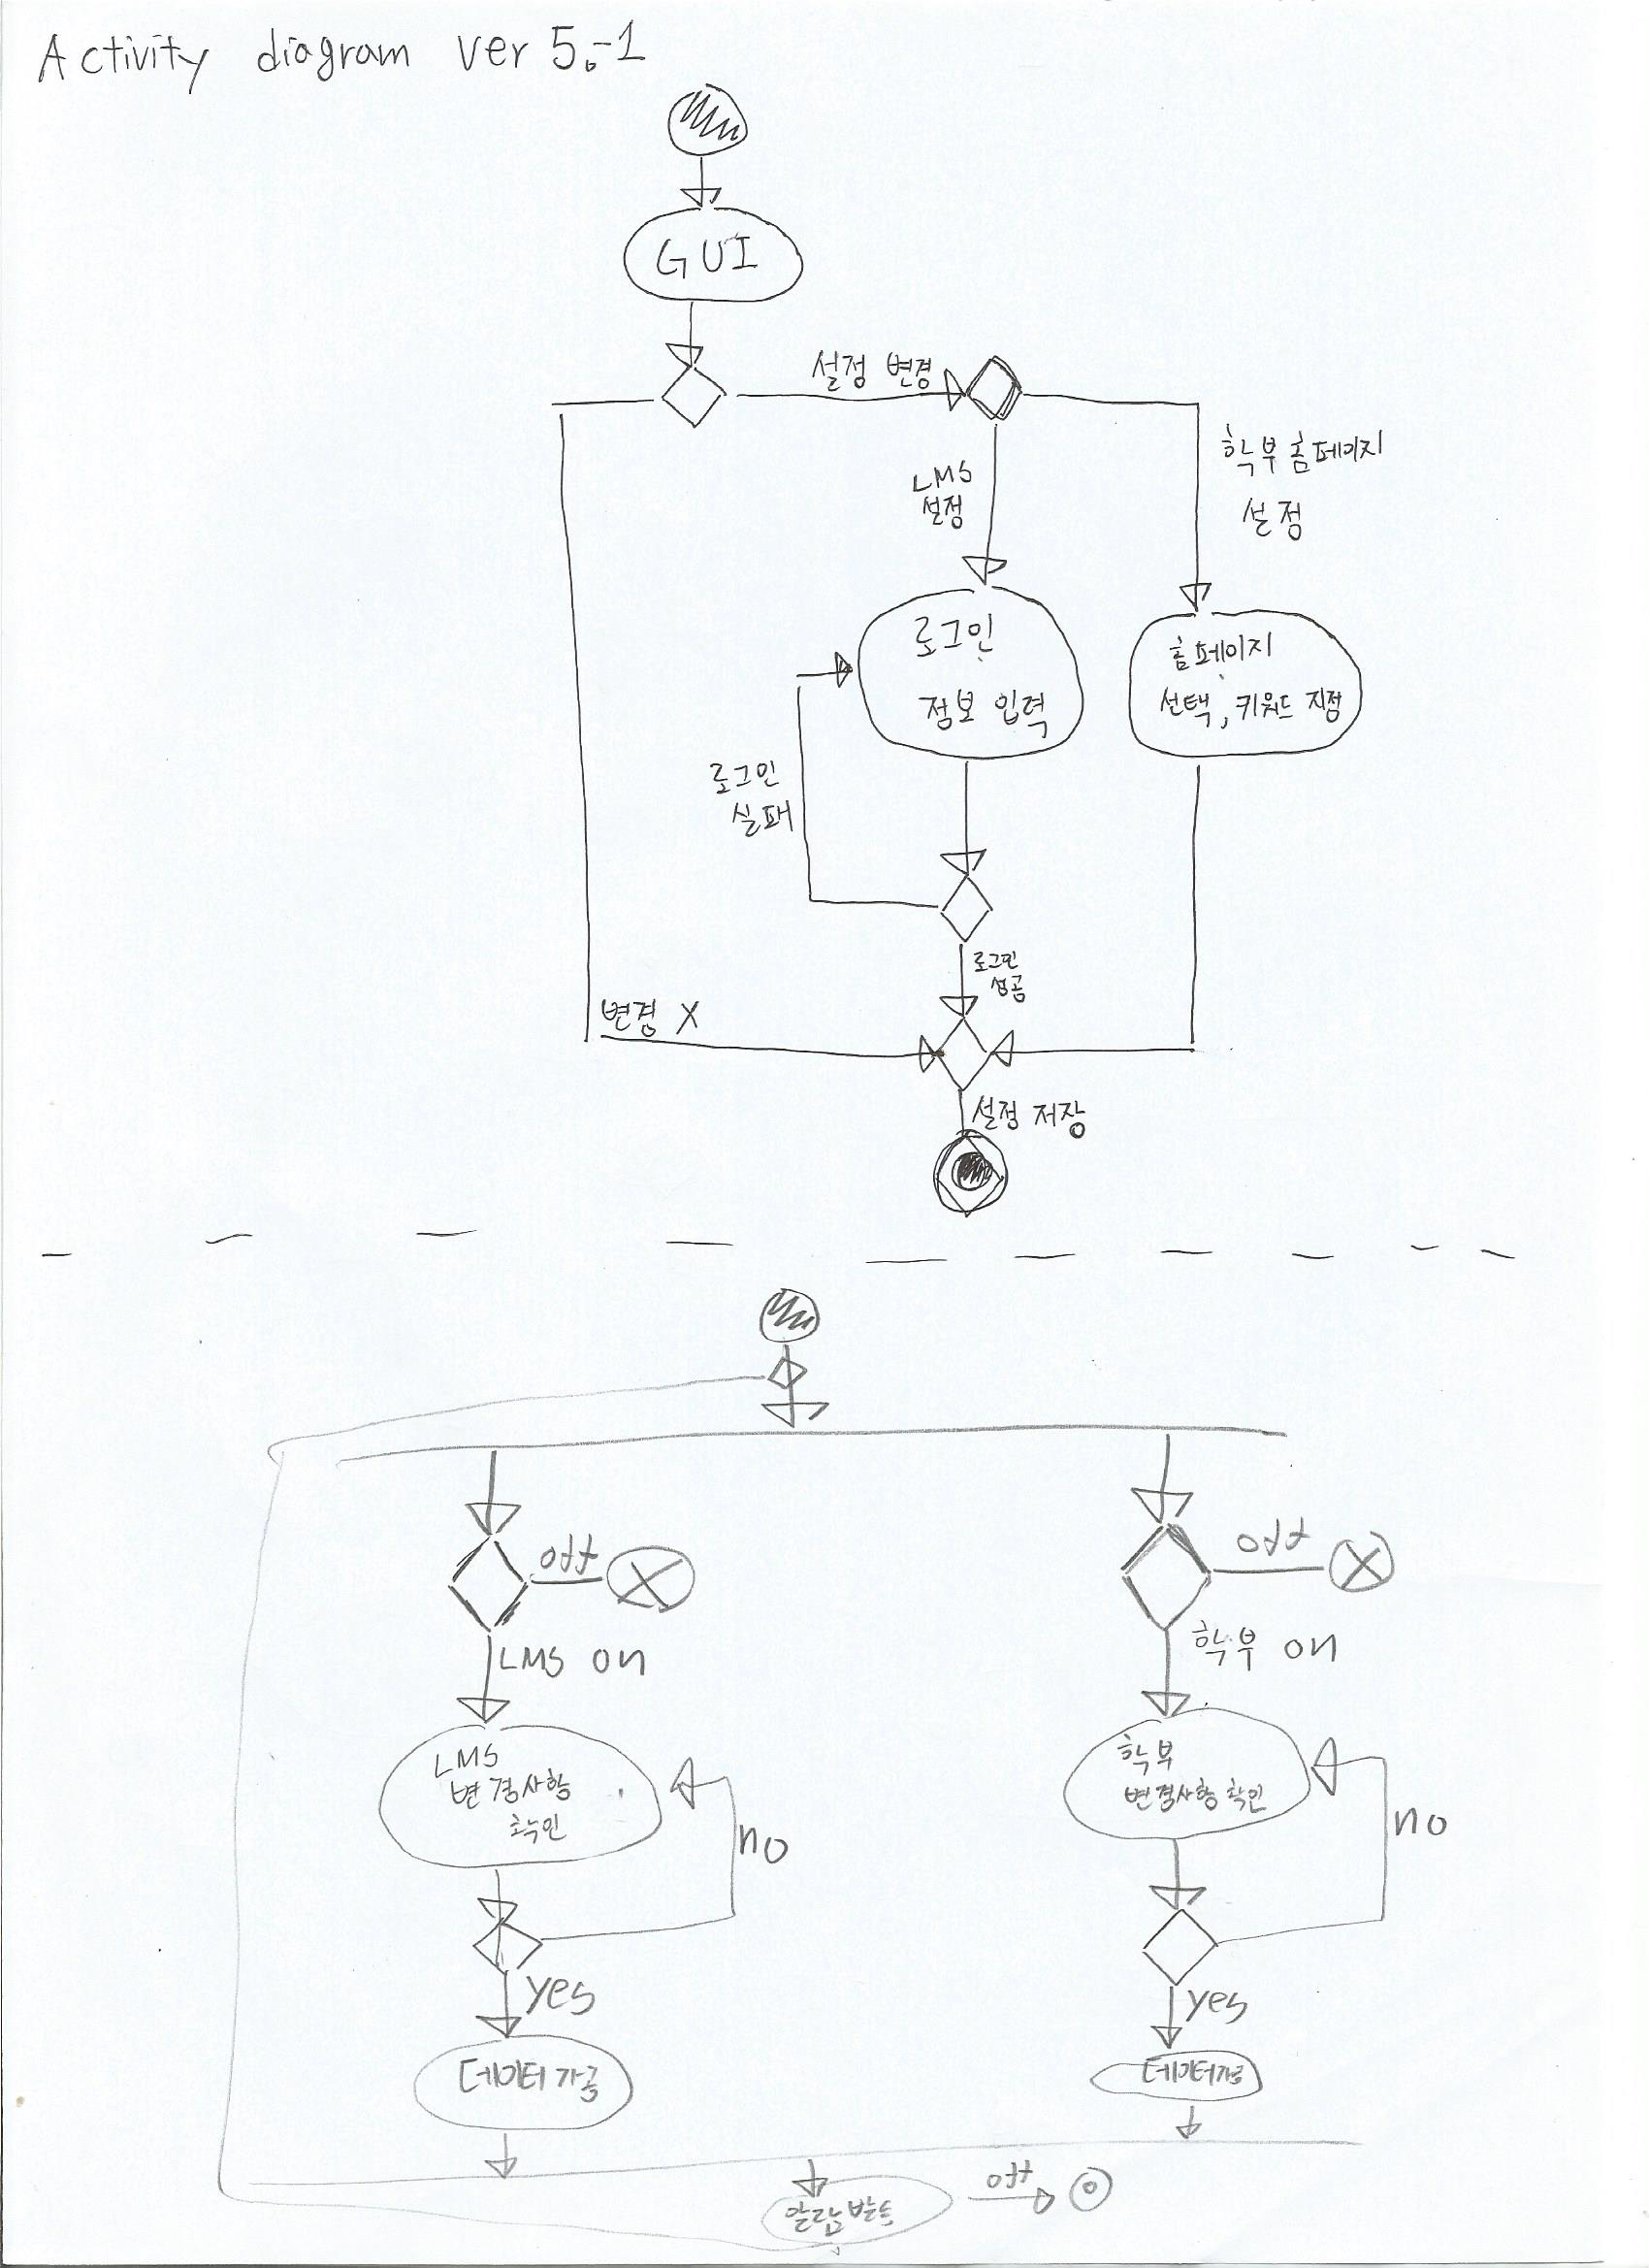 Activity diagram ver 5.-1
GUI
설정 변경
학부 홈페이지
설정
LMS
설정
로그인
정보 입력
홈페이지
선택, 키워드 지정
로그인
실패
로그인
성공
변경 X
설정 저장
off
off
LMS on
학부 on
LMS
변경사항
확인
학부
변경사항 확인
no
no
yes
yes
데이터 가공
데이터 가공
off
알람 발송